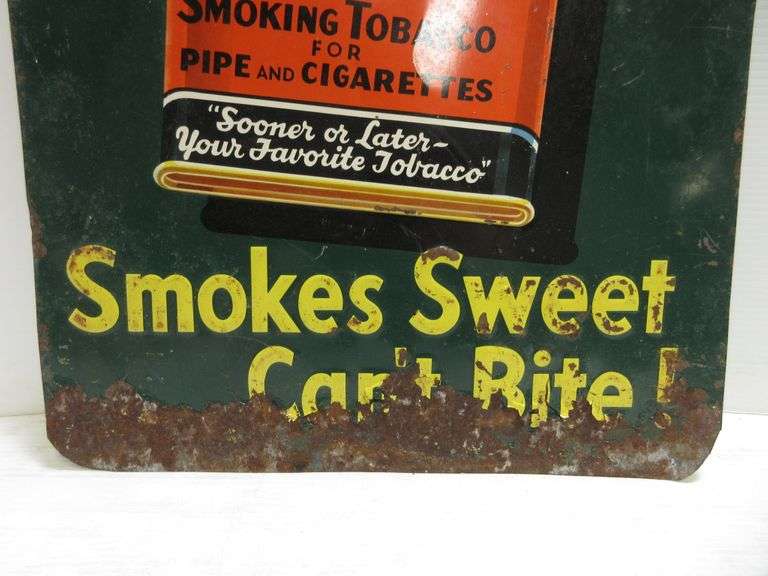 SMOKING TOBACCO
FOR
PIPE AND CIGARETTES
"Sooner or Later-
Your Favorite Tobacco"
Smokes Sweet
Can't Bite!